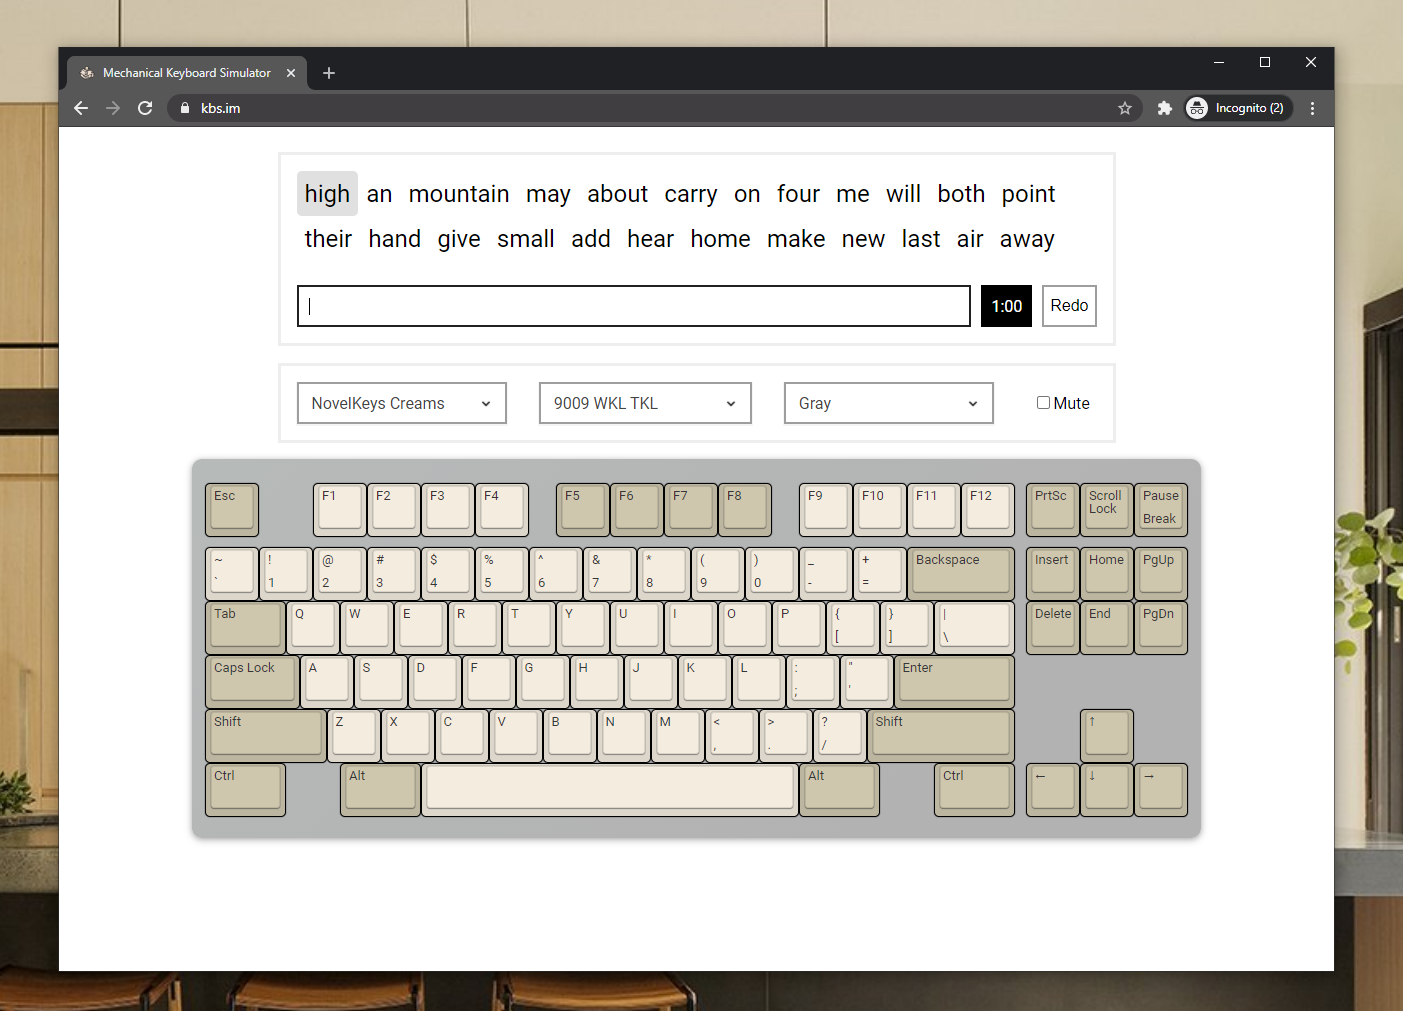 Mechanical Keyboard Simulator
kbs.im
Incognito (2)
high an mountain may about carry on four me will both point
their hand give small add hear home make new last air away
1:00 Redo
NovelKeys Creams 9009 WKL TKL Gray Mute
Esc F1 F2 F3 F4 F5 F6 F7 F8 F9 F10 F11 F12 PrtSc Scroll Pause
Lock Break
~ ! @ # $ % ^ & * ( ) _ + Backspace Insert Home PgUp
` 1 2 3 4 5 6 7 8 9 0 - =
Tab Q W E R T Y U I O P { } | Delete End PgDn
[ ] \
Caps Lock A S D F G H J K L : " Enter
; '
Shift Z X C V B N M < > ? Shift ↑
, . /
Ctrl Alt Alt Ctrl ← ↓ →